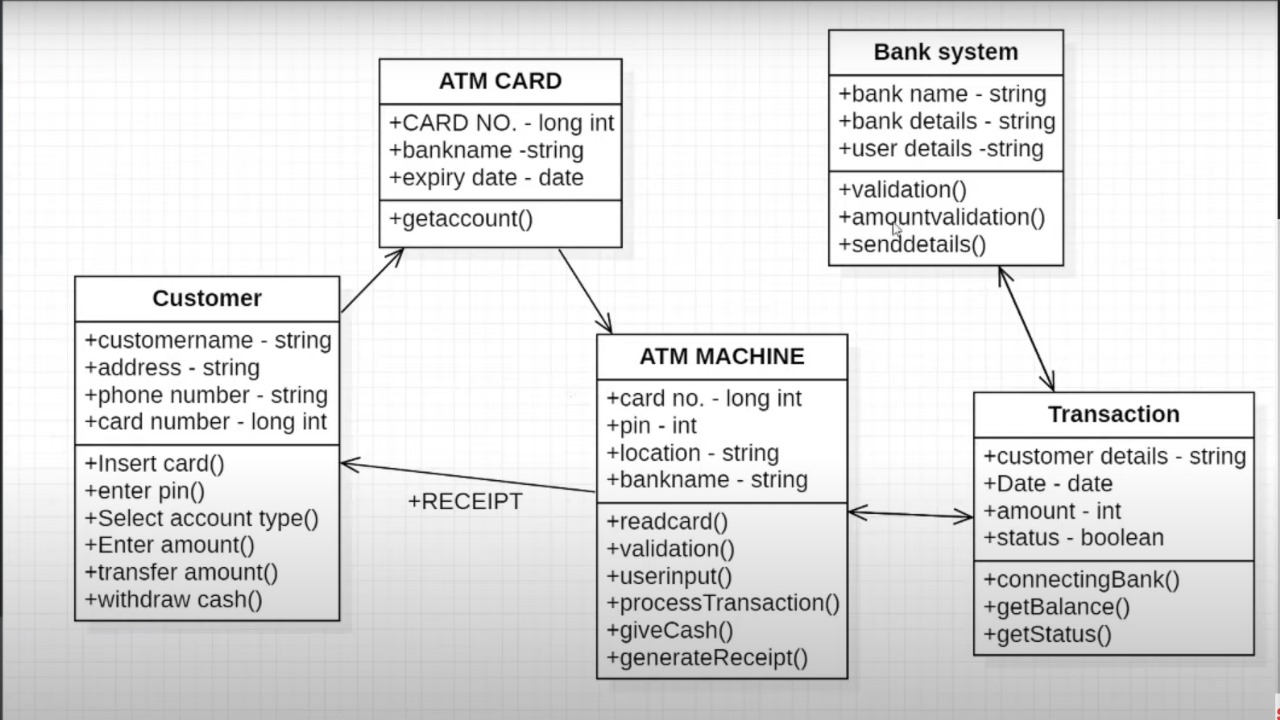 ATM CARD
+CARD NO. - long int
+bankname -string
+expiry date - date
+getaccount()
Bank system
+bank name - string
+bank details - string
+user details -string
+validation()
+amountvalidation()
+senddetails()
Customer
+customername - string
+address - string
+phone number - string
+card number - long int
+Insert card()
+enter pin()
+Select account type()
+Enter amount()
+transfer amount()
+withdraw cash()
+RECEIPT
ATM MACHINE
+card no. - long int
+pin - int
+location - string
+bankname - string
+readcard()
+validation()
+userinput()
+processTransaction()
+giveCash()
+generateReceipt()
Transaction
+customer details - string
+Date - date
+amount - int
+status - boolean
+connectingBank()
+getBalance()
+getStatus()